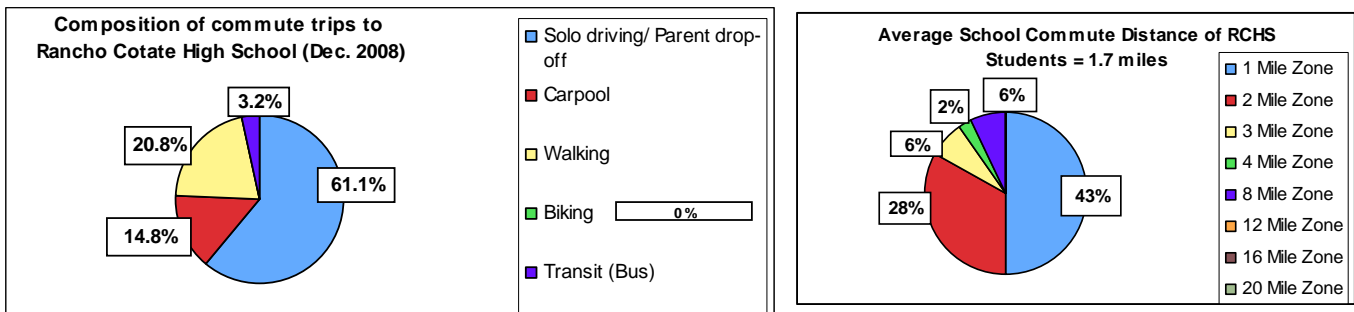 Composition of commute trips to
Rancho Cotate High School (Dec. 2008)
3.2%
20.8%
61.1%
14.8%
Solo driving/ Parent drop-
off
Carpool
Walking
Biking 0%
Transit (Bus)
Average School Commute Distance of RCHS
Students = 1.7 miles
6%
2%
6%
43%
28%
1 Mile Zone
2 Mile Zone
3 Mile Zone
4 Mile Zone
8 Mile Zone
12 Mile Zone
16 Mile Zone
20 Mile Zone